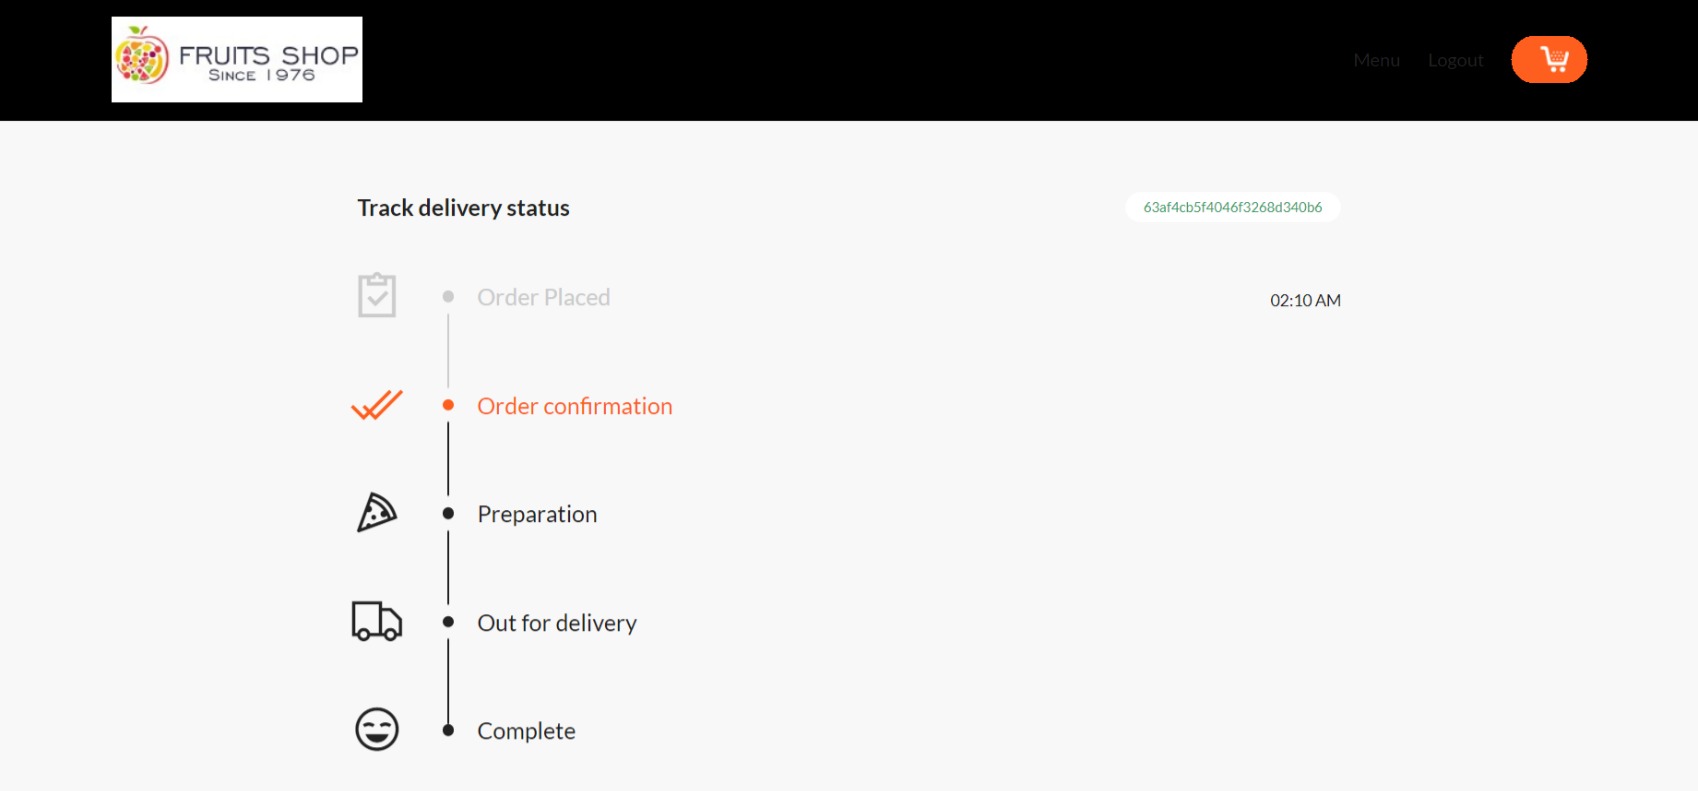 FRUITS SHOP
SINCE 1976
Menu
Logout
Track delivery status
63af4cb5f4046f3268d340b6
Order Placed
02:10 AM
Order confirmation
Preparation
Out for delivery
Complete